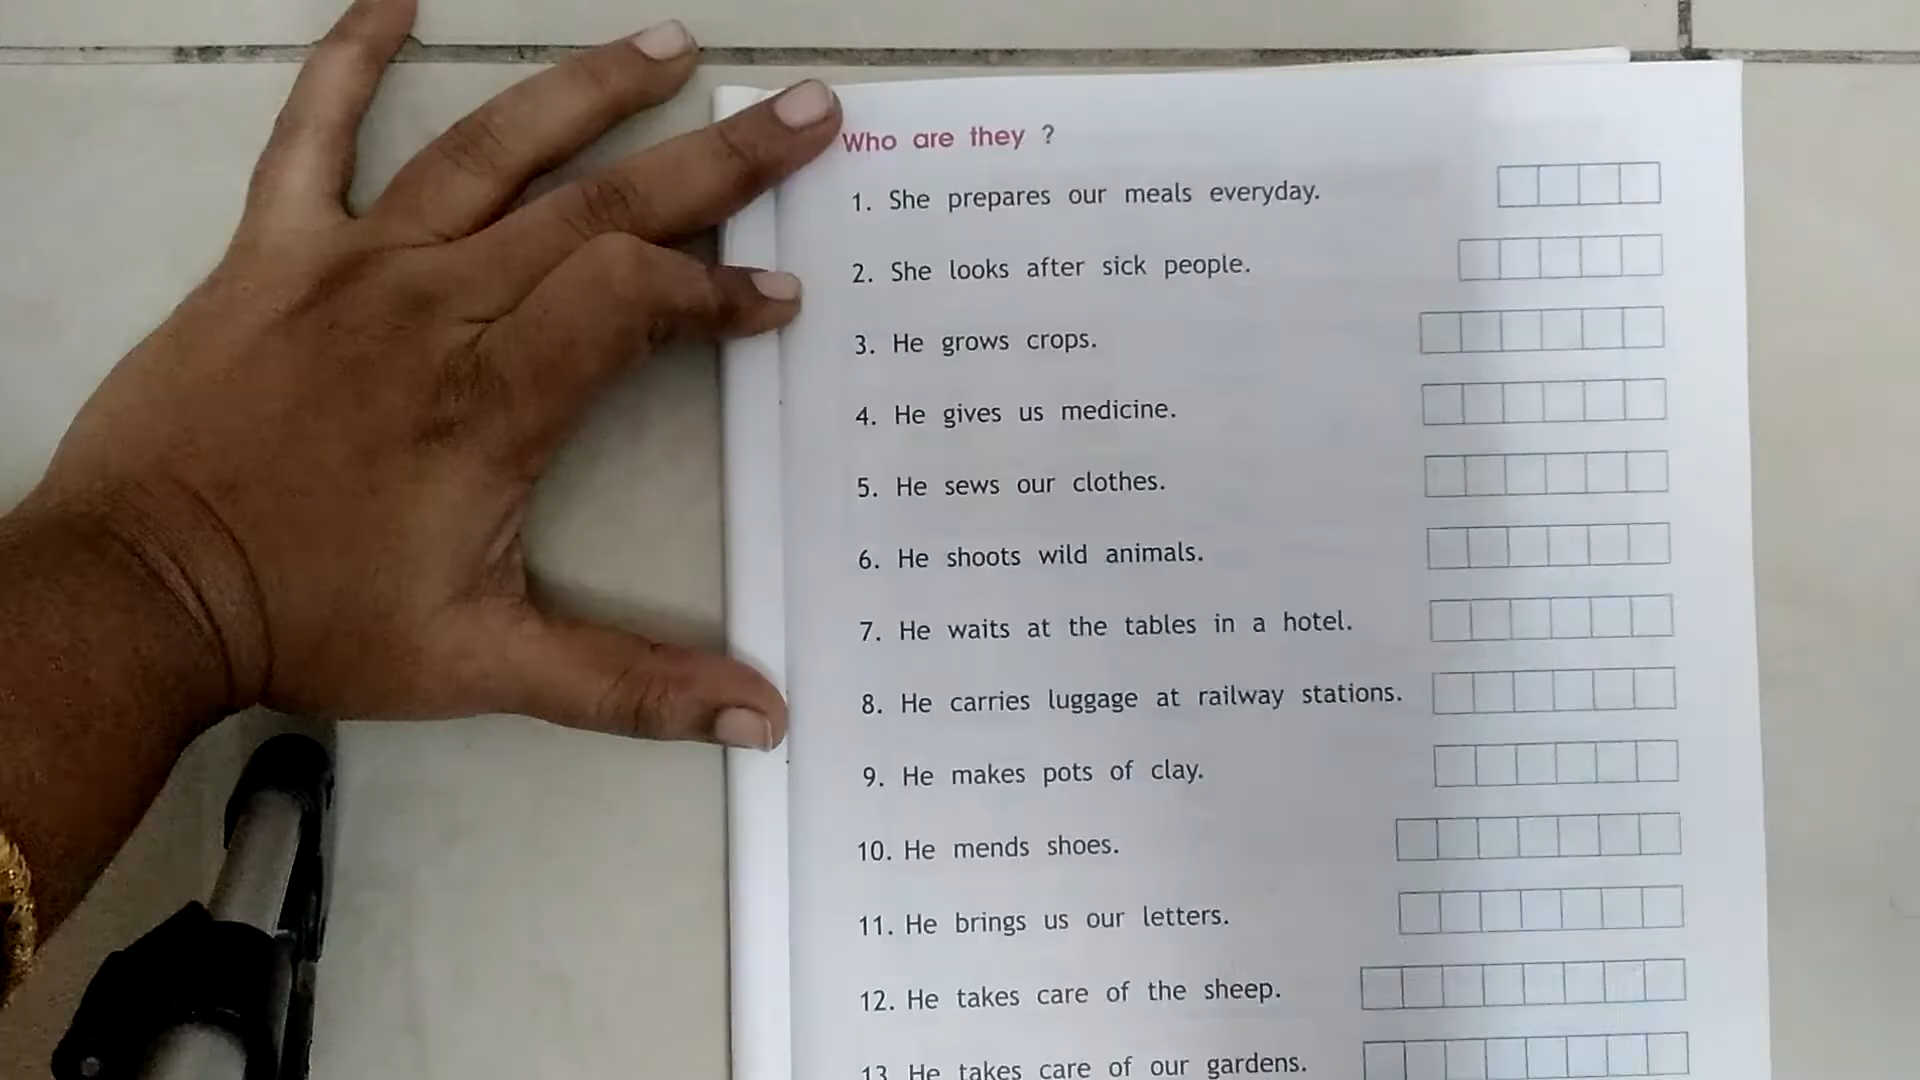 Who are they ?
1. She prepares our meals everyday.
2. She looks after sick people.
3. He grows crops.
4. He gives us medicine.
5. He sews our clothes.
6. He shoots wild animals.
7. He waits at the tables in a hotel.
8. He carries luggage at railway stations.
9. He makes pots of clay.
10. He mends shoes.
11. He brings us our letters.
12. He takes care of the sheep.
13 He takes care of our gardens.